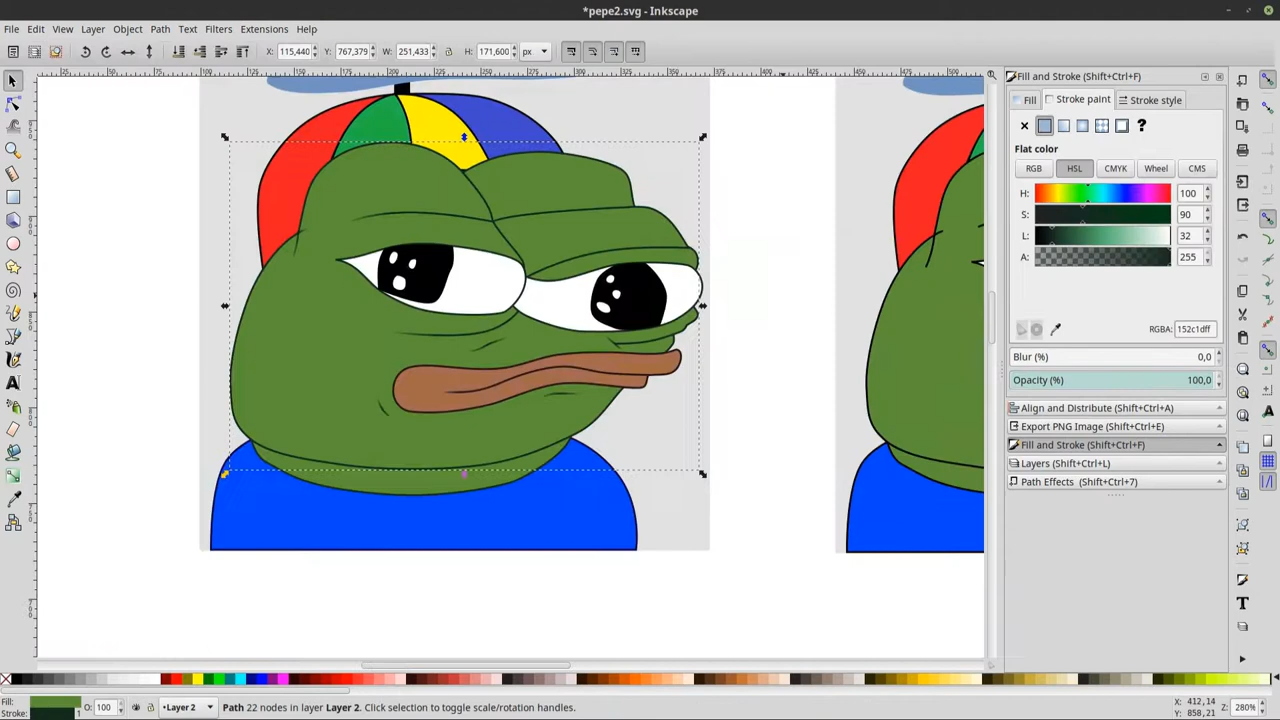 *pepe2.svg - Inkscape
File Edit View Layer Object Path Text Filters Extensions Help
X: 115,440 Y: 767,379 W: 251,433 H: 171,600 px
Fill and Stroke (Shift+Ctrl+F)
Fill Stroke paint Stroke style
?
Flat color
RGB HSL CMYK Wheel CMS
H: 100
S: 90
L: 32
A: 255
RGBA: 152c1dff
Blur (%) 0,0
Opacity (%) 100,0
Align and Distribute (Shift+Ctrl+A)
Export PNG Image (Shift+Ctrl+E)
Fill and Stroke (Shift+Ctrl+F)
Layers (Shift+Ctrl+L)
Path Effects (Shift+Ctrl+7)
Fill:
Stroke: 1
O: 100
Layer 2
Path 22 nodes in layer Layer 2. Click selection to toggle scale/rotation handles.
X: 412,14
Y: 858,21
Z: 280%